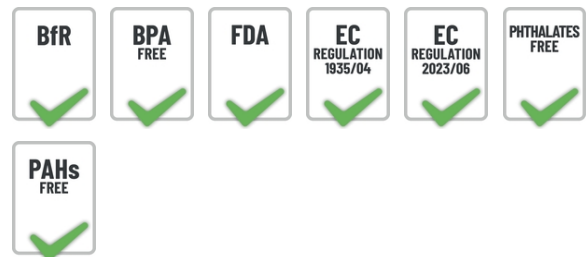 BfR
BPA
FREE
FDA
EC
REGULATION
1935/04
EC
REGULATION
2023/06
PHTHALATES
FREE
PAHs
FREE